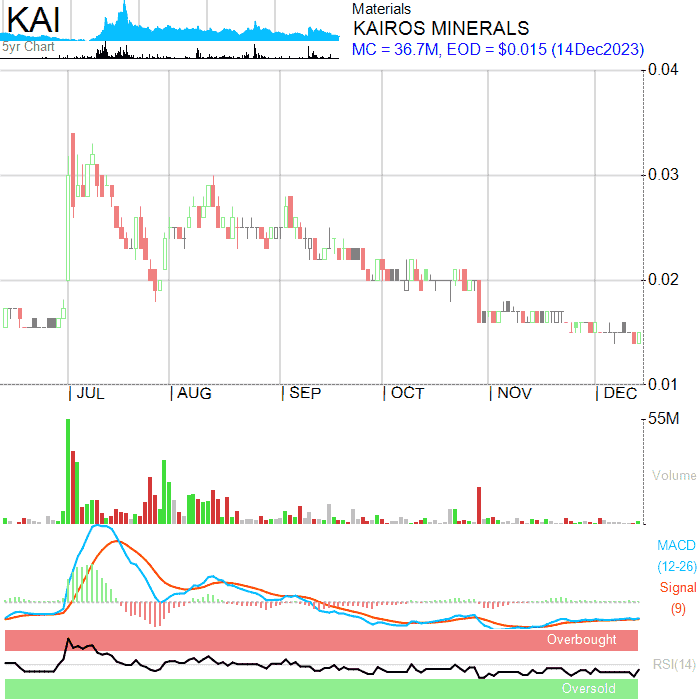 KAI
5yr Chart
Materials
KAIROS MINERALS
MC = 36.7M, EOD = $0.015 (14Dec2023)
0.04
0.03
0.02
0.01
JUL AUG SEP OCT NOV DEC
55M
Volume
MACD
(12-26)
Signal
(9)
Overbought
RSI(14)
Oversold